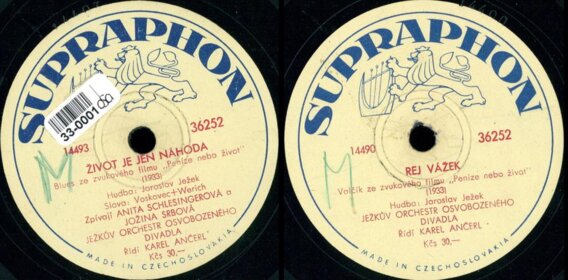 SUPRAPHON
33-0001
14493
36252
M
ŽIVOT JE JEN NÁHODA
Blues ze zvukového filmu „Peníze nebo život"
(1933)
Hudba: Jaroslav Ježek
Slova: Voskovec+Werich
Zpívají ANITA SCHLESINGEROVÁ a
JOŽINA SRBOVÁ
JEŽKŮV ORCHESTR OSVOBOZENÉHO
DIVADLA
Řídí KAREL ANČERL
Kčs 30,—
MADE IN CZECHOSLOVAKIA
SUPRAPHON
14490
36252
M
REJ VÁŽEK
Valčík ze zvukového filmu „Peníze nebo život"
(1933)
Hudba: Jaroslav Ježek
JEŽKŮV ORCHESTR OSVOBOZENÉHO
DIVADLA
Řídí KAREL ANČERL
Kčs 30,—
MADE IN CZECHOSLOVAKIA